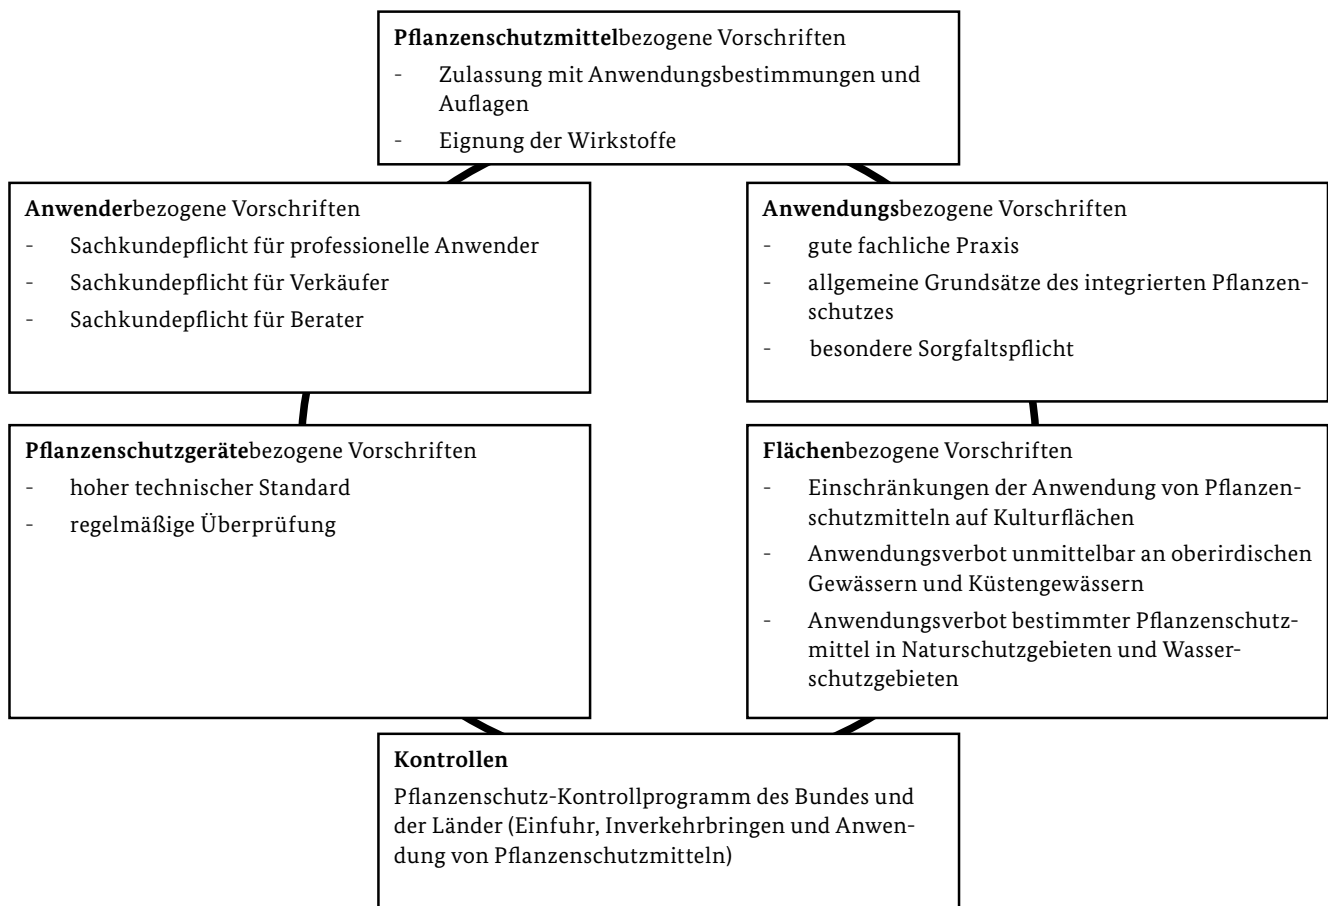 Pflanzenschutzmittelbezogene Vorschriften
- Zulassung mit Anwendungsbestimmungen und
Auflagen
- Eignung der Wirkstoffe
Anwenderbezogene Vorschriften
- Sachkundepflicht für professionelle Anwender
- Sachkundepflicht für Verkäufer
- Sachkundepflicht für Berater
Anwendungsbezogene Vorschriften
- gute fachliche Praxis
- allgemeine Grundsätze des integrierten Pflanzen-
schutzes
- besondere Sorgfaltspflicht
Pflanzenschutzgerätebezogene Vorschriften
- hoher technischer Standard
- regelmäßige Überprüfung
Flächenbezogene Vorschriften
- Einschränkungen der Anwendung von Pflanzen-
schutzmitteln auf Kulturflächen
- Anwendungsverbot unmittelbar an oberirdischen
Gewässern und Küstengewässern
- Anwendungsverbot bestimmter Pflanzenschutz-
mittel in Naturschutzgebieten und Wasser-
schutzgebieten
Kontrollen
Pflanzenschutz-Kontrollprogramm des Bundes und
der Länder (Einfuhr, Inverkehrbringen und Anwen-
dung von Pflanzenschutzmitteln)